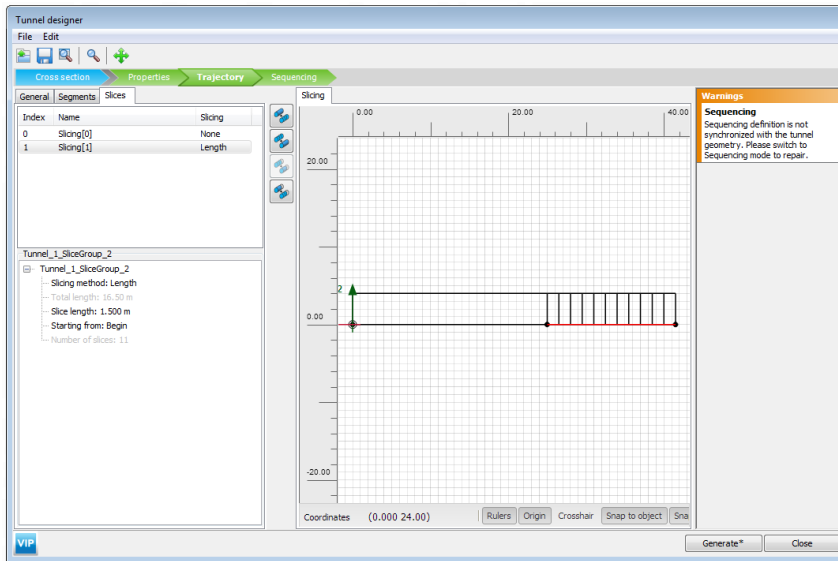 Tunnel designer
File Edit
Cross section Properties Trajectory Sequencing
General Segments Slices
Index Name Slicing
0 Slicing[0] None
1 Slicing[1] Length
Tunnel_1_SliceGroup_2
Tunnel_1_SliceGroup_2
Slicing method: Length
Total length: 16.50 m
Slice length: 1.500 m
Starting from: Begin
Number of slices: 11
Slicing
0.00 20.00 40.00
20.00
2
0.00
-20.00
Coordinates (0.000 24.00) Rulers Origin Crosshair Snap to object Sna
Warnings
Sequencing
Sequencing definition is not
synchronized with the tunnel
geometry. Please switch to
Sequencing mode to repair.
VIP
Generate* Close